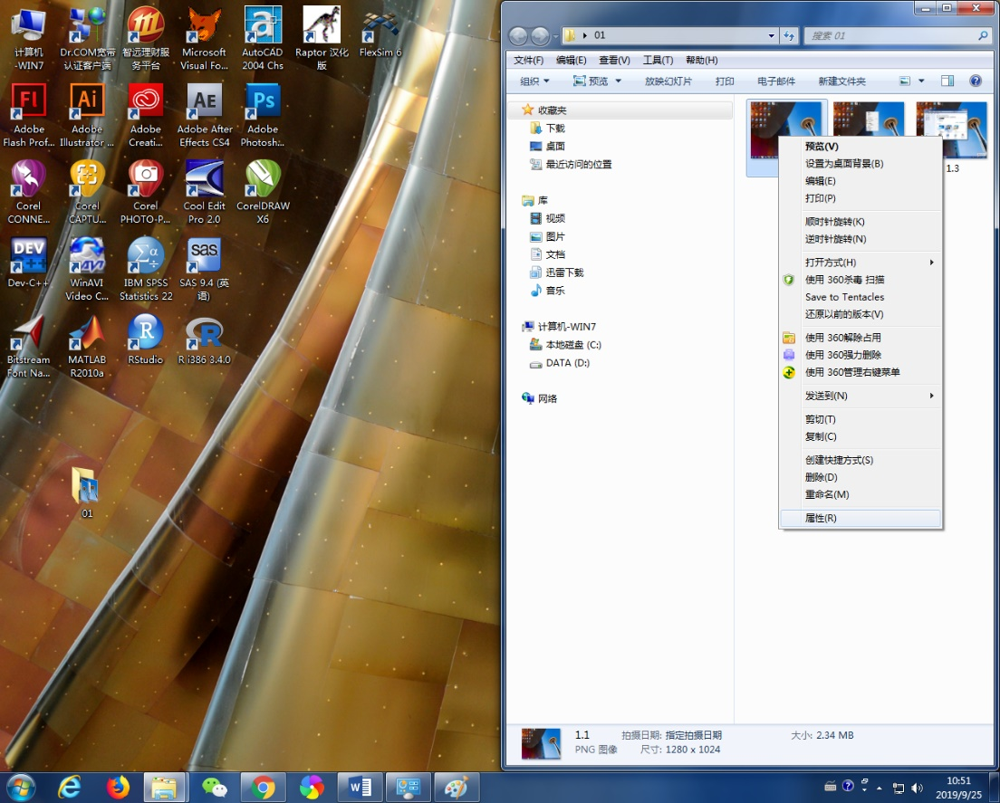 计算机
-WIN7
Dr.COM宽带
认证客户端
智远理财服
务平台
Microsoft
Visual Fo...
AutoCAD
2004 Chs
Raptor 汉化
版
FlexSim 6
Adobe
Flash Prof...
Adobe
Illustrator ...
Adobe
Creati...
Adobe After
Effects CS4
Adobe
Photosh...
Corel
CONNE...
Corel
CAPTU...
Corel
PHOTO-P...
Cool Edit
Pro 2.0
CorelDRAW
X6
Dev-C++
WinAVI
Video C...
IBM SPSS
Statistics 22
SAS 9.4 (英
语)
Bitstream
Font Na...
MATLAB
R2010a
RStudio
R i386 3.4.0
01
01
搜索 01
文件(F) 编辑(E) 查看(V) 工具(T) 帮助(H)
组织 预览 放映幻灯片 打印 电子邮件 新建文件夹
收藏夹
下载
桌面
最近访问的位置
库
视频
图片
文档
迅雷下载
音乐
计算机-WIN7
本地磁盘 (C:)
DATA (D:)
网络
1.3
预览(V)
设置为桌面背景(B)
编辑(E)
打印(P)
顺时针旋转(K)
逆时针旋转(N)
打开方式(H)
使用 360杀毒 扫描
Save to Tentacles
还原以前的版本(V)
使用 360解除占用
使用 360强力删除
使用 360管理右键菜单
发送到(N)
剪切(T)
复制(C)
创建快捷方式(S)
删除(D)
重命名(M)
属性(R)
1.1 拍摄日期: 指定拍摄日期 大小: 2.34 MB
PNG 图像 尺寸: 1280 x 1024
10:51
2019/9/25